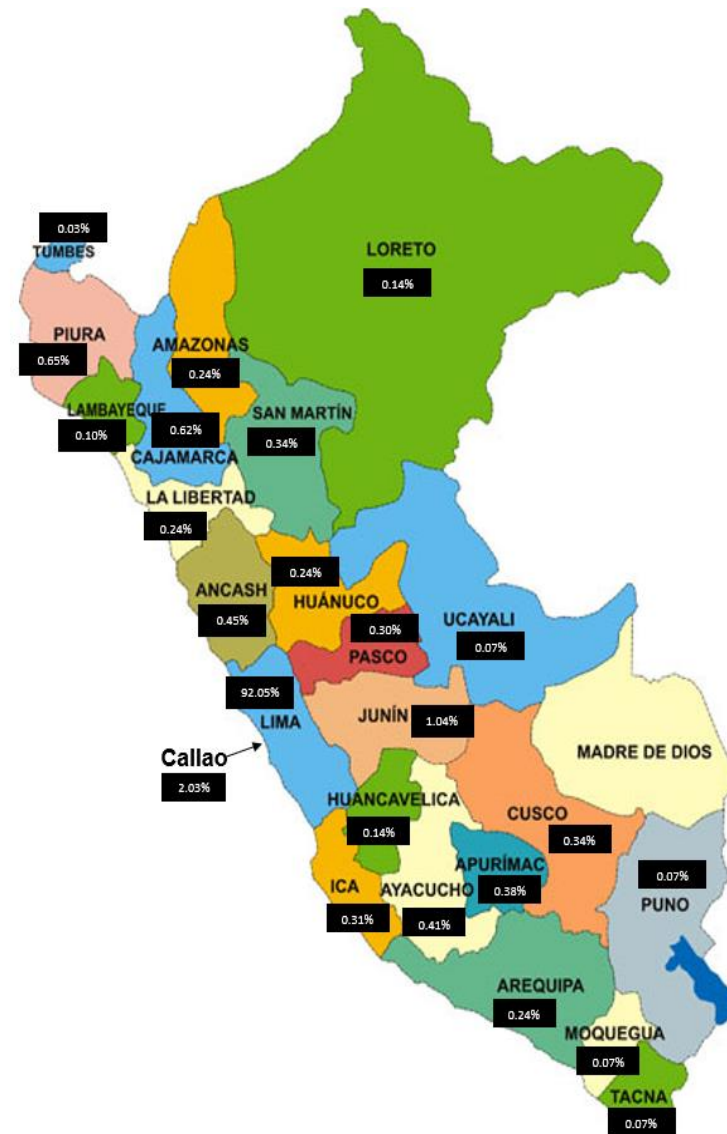 0.03%
TUMBES
LORETO
0.14%
PIURA
0.65%
AMAZONAS
0.24%
LAMBAYEQUE
0.10%
0.62%
CAJAMARCA
SAN MARTÍN
0.34%
LA LIBERTAD
0.24%
ANCASH
0.45%
0.24%
HUÁNUCO
0.30%
PASCO
UCAYALI
0.07%
92.05%
LIMA
JUNÍN
1.04%
MADRE DE DIOS
Callao
2.03%
HUANCAVELICA
0.14%
CUSCO
0.34%
APURÍMAC
0.38%
ICA
0.31%
AYACUCHO
0.41%
0.07%
PUNO
AREQUIPA
0.24%
MOQUEGUA
0.07%
TACNA
0.07%